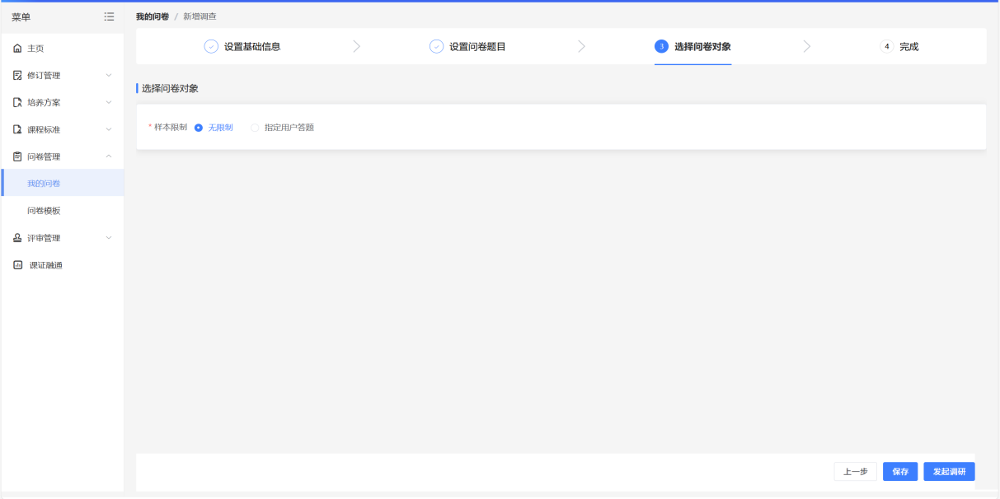 菜单
主页
修订管理
培养方案
课程标准
问卷管理
我的问卷
问卷模板
评审管理
课证融通
我的问卷 / 新增调查
设置基础信息
设置问卷题目
3 选择问卷对象
4 完成
选择问卷对象
* 样本限制 无限制 指定用户答题
上一步 保存 发起调研